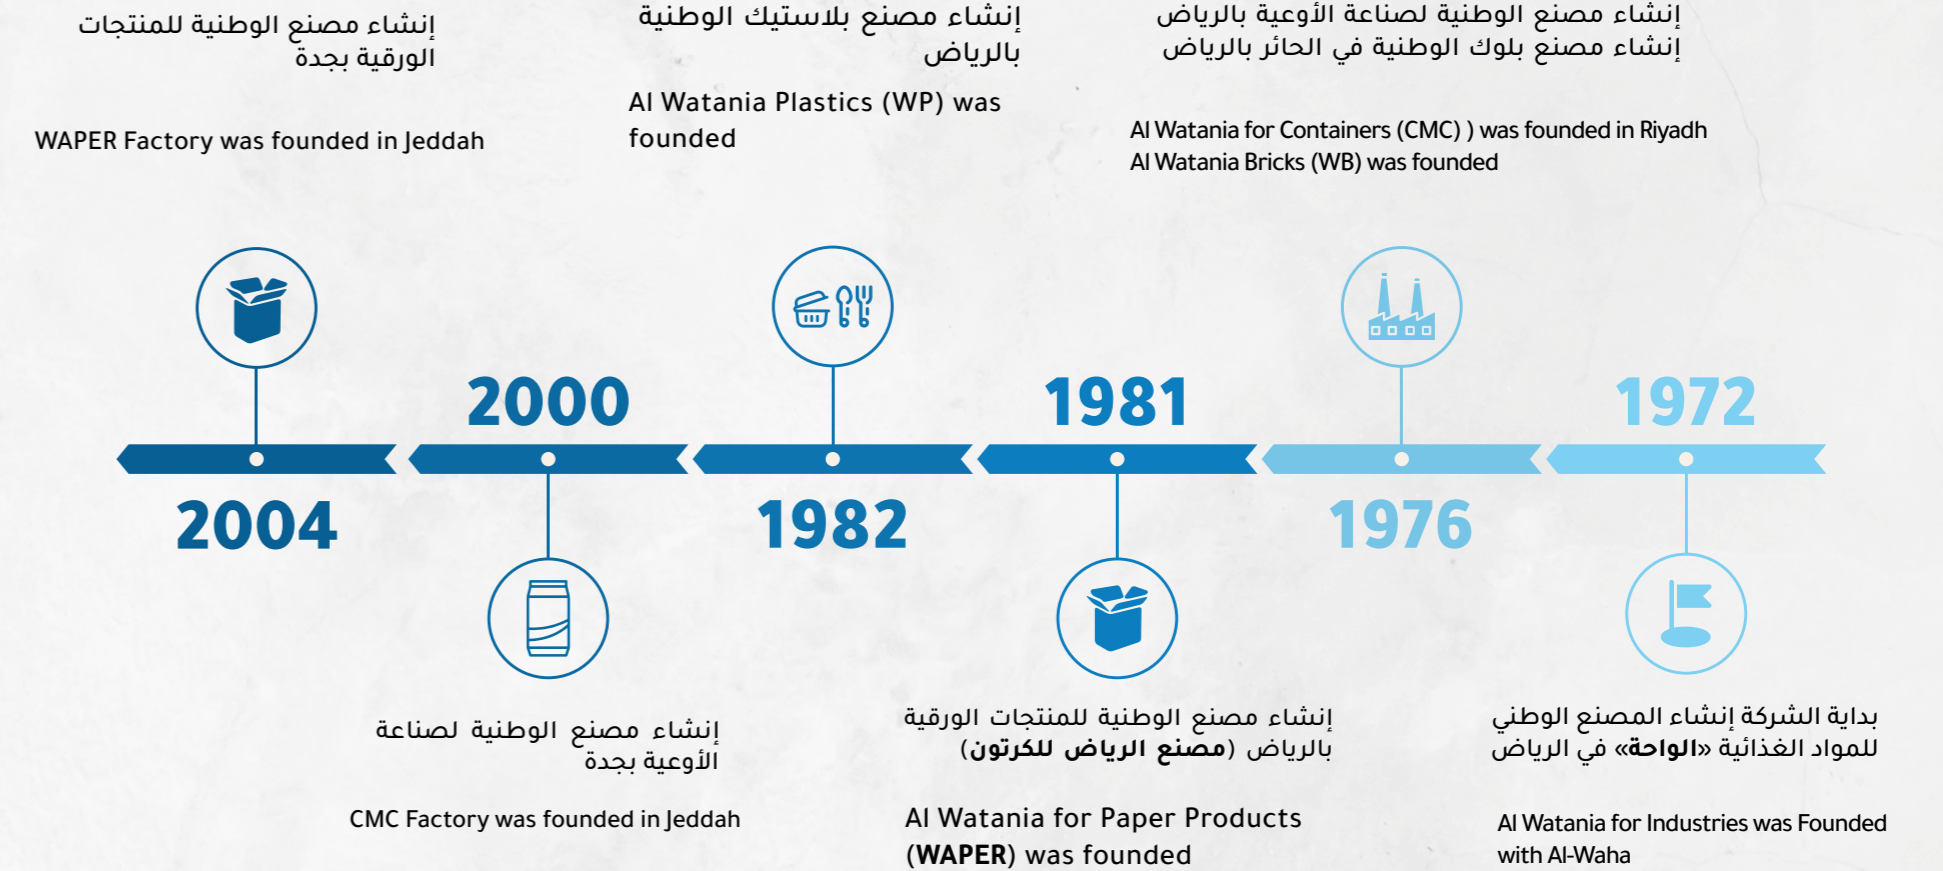 إنشاء مصنع الوطنية لصناعة الأوعية بالرياض
إنشاء مصنع بلوك الوطنية في الحائر بالرياض
Al Watania for Containers (CMC) ) was founded in Riyadh
Al Watania Bricks (WB) was founded
إنشاء مصنع بلاستيك الوطنية
بالرياض
Al Watania Plastics (WP) was
founded
إنشاء مصنع الوطنية للمنتجات
الورقية بجدة
WAPER Factory was founded in Jeddah
1972
1981
2000
1976
1982
2004
بداية الشركة إنشاء المصنع الوطني
للمواد الغذائية «الواحة» في الرياض
Al Watania for Industries was Founded
with Al-Waha
إنشاء مصنع الوطنية للمنتجات الورقية
بالرياض (مصنع الرياض للكرتون)
Al Watania for Paper Products
(WAPER) was founded
إنشاء مصنع الوطنية لصناعة
الأوعية بجدة
CMC Factory was founded in Jeddah